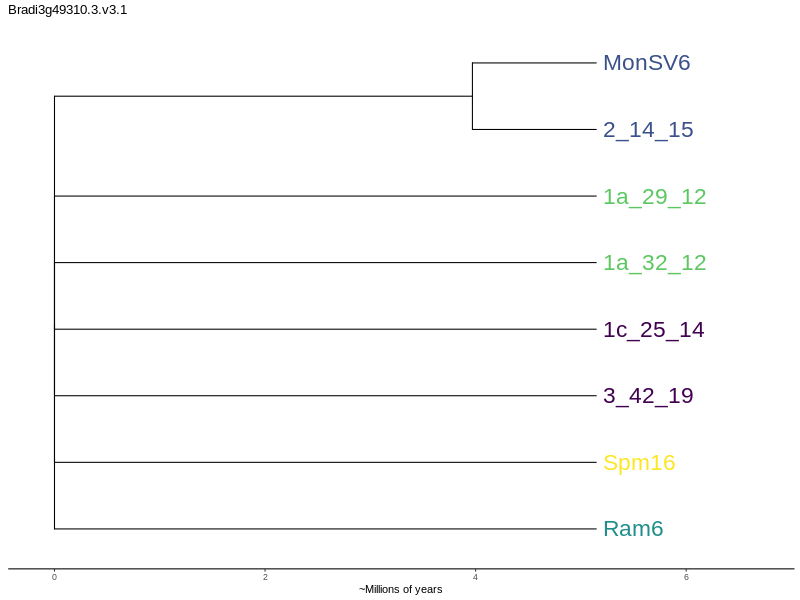 Bradi3g49310.3.v3.1
MonSV6
2_14_15
1a_29_12
1a_32_12
1c_25_14
3_42_19
Spm16
Ram6
0 2 4 6
~Millions of years